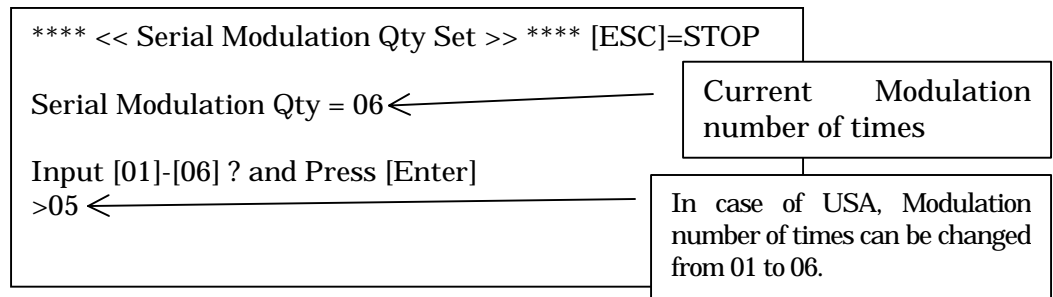 **** << Serial Modulation Qty Set >> **** [ESC]=STOP
Serial Modulation Qty = 06
Current Modulation
number of times
Input [01]-[06] ? and Press [Enter]
>05
In case of USA, Modulation
number of times can be changed
from 01 to 06.